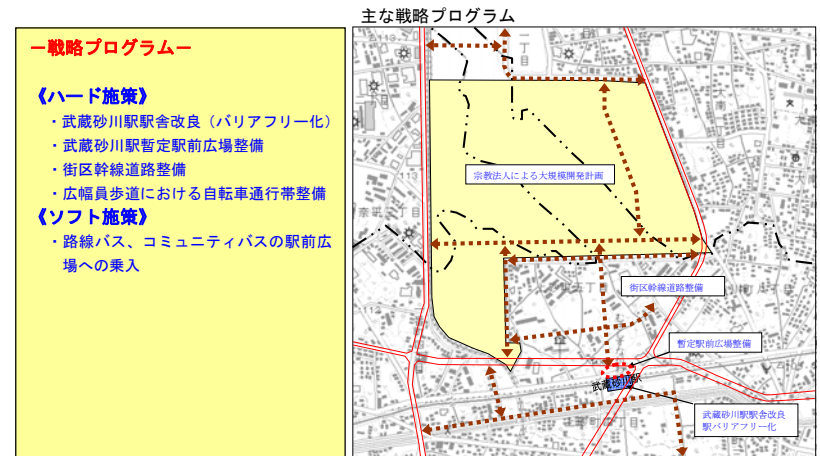 主な戦略プログラム
－戦略プログラム－
《ハード施策》
・武蔵砂川駅駅舎改良（バリアフリー化）
・武蔵砂川駅暫定駅前広場整備
・街区幹線道路整備
・広幅員歩道における自転車通行帯整備
《ソフト施策》
・路線バス、コミュニティバスの駅前広
場への乗入
宗教法人による大規模開発計画
街区幹線道路整備
暫定駅前広場整備
武蔵砂川駅
武蔵砂川駅駅舎改良
駅バリアフリー化